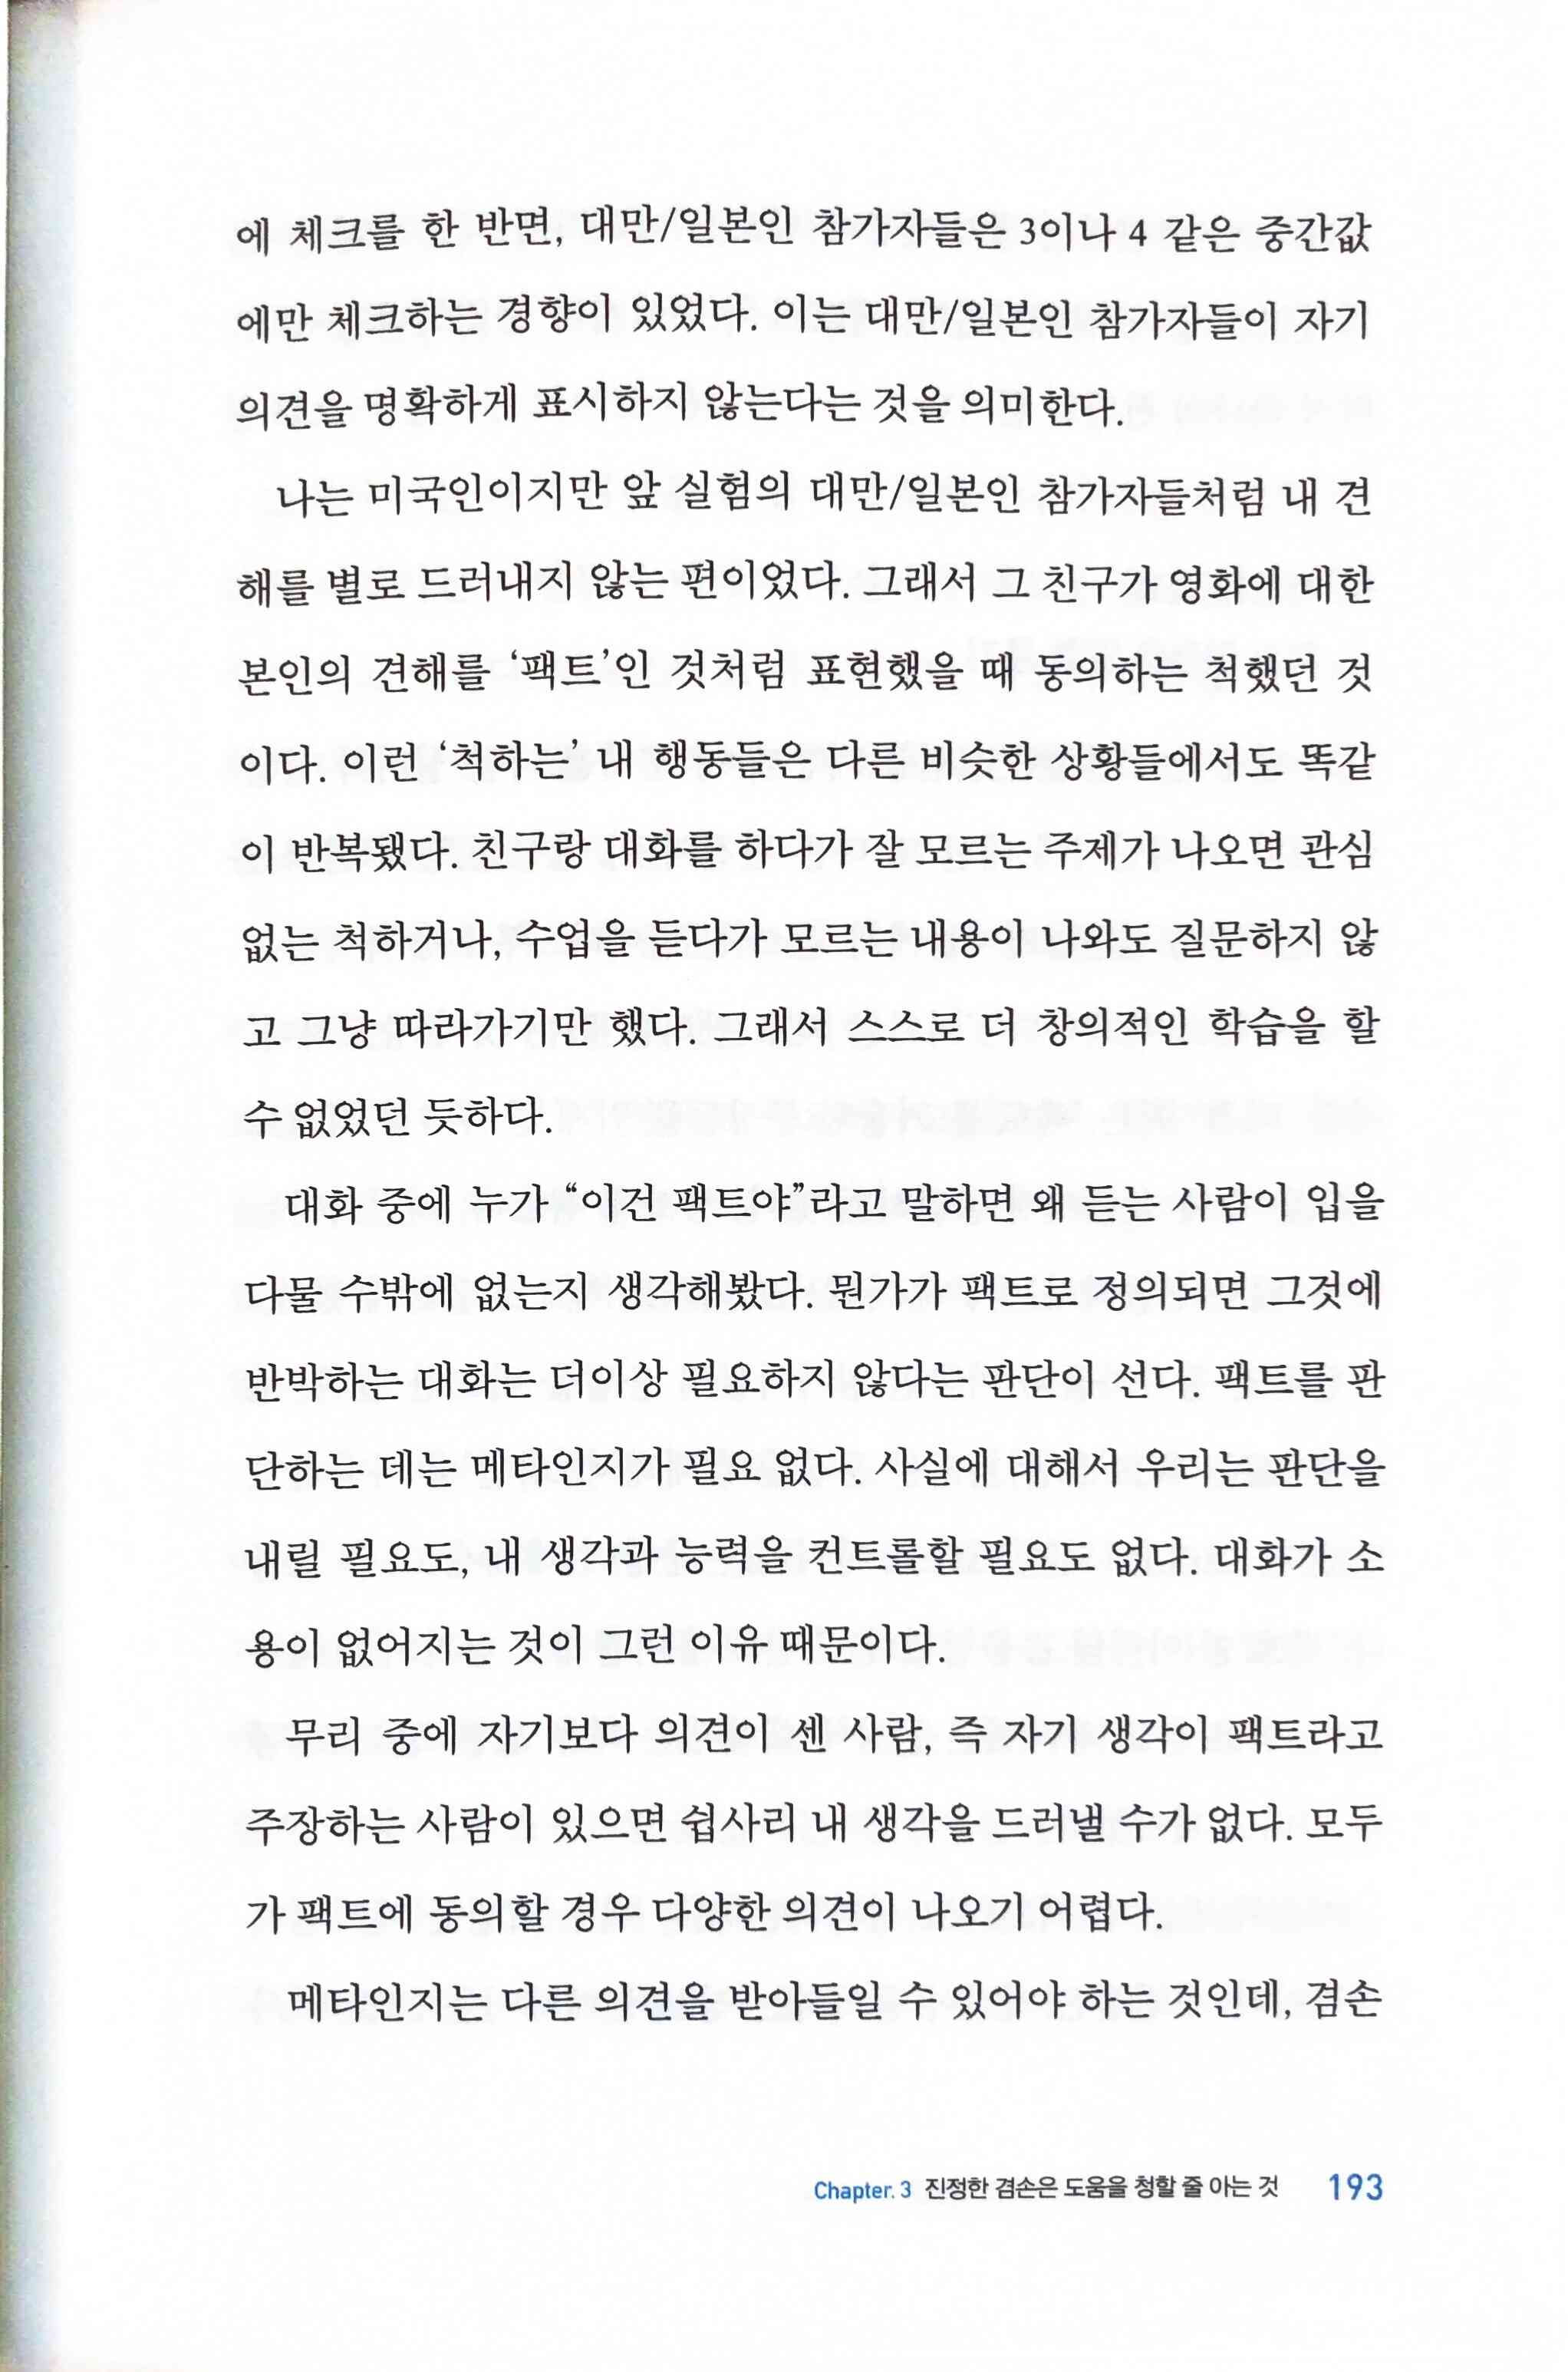 에 체크를 한 반면, 대만/일본인 참가자들은 3이나 4 같은 중간값
에만 체크하는 경향이 있었다. 이는 대만/일본인 참가자들이 자기
의견을 명확하게 표시하지 않는다는 것을 의미한다.
나는 미국인이지만 앞 실험의 대만/일본인 참가자들처럼 내 견
해를 별로 드러내지 않는 편이었다. 그래서 그 친구가 영화에 대한
본인의 견해를 ‘팩트’인 것처럼 표현했을 때 동의하는 척했던 것
이다. 이런 ‘척하는’ 내 행동들은 다른 비슷한 상황들에서도 똑같
이 반복됐다. 친구랑 대화를 하다가 잘 모르는 주제가 나오면 관심
없는 척하거나, 수업을 듣다가 모르는 내용이 나와도 질문하지 않
고 그냥 따라가기만 했다. 그래서 스스로 더 창의적인 학습을 할
수 없었던 듯하다.
대화 중에 누가 “이건 팩트야”라고 말하면 왜 듣는 사람이 입을
다물 수밖에 없는지 생각해봤다. 뭔가가 팩트로 정의되면 그것에
반박하는 대화는 더이상 필요하지 않다는 판단이 선다. 팩트를 판
단하는 데는 메타인지가 필요 없다. 사실에 대해서 우리는 판단을
내릴 필요도, 내 생각과 능력을 컨트롤할 필요도 없다. 대화가 소
용이 없어지는 것이 그런 이유 때문이다.
무리 중에 자기보다 의견이 센 사람, 즉 자기 생각이 팩트라고
주장하는 사람이 있으면 쉽사리 내 생각을 드러낼 수가 없다. 모두
가 팩트에 동의할 경우 다양한 의견이 나오기 어렵다.
메타인지는 다른 의견을 받아들일 수 있어야 하는 것인데, 겸손
Chapter. 3 진정한 겸손은 도움을 청할 줄 아는 것 193